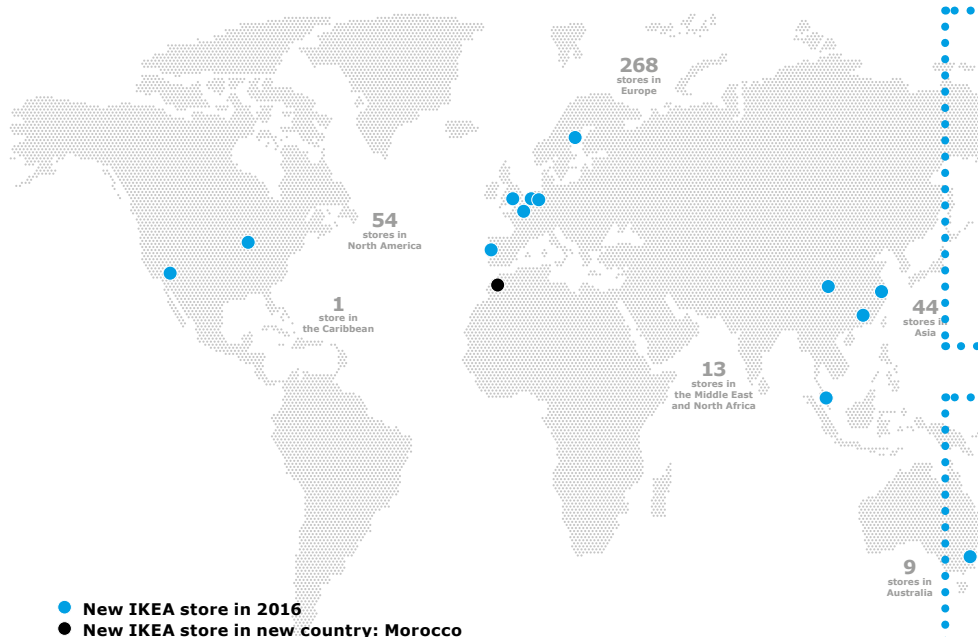 268
stores in
Europe
54
stores in
North America
1
store in
the Caribbean
44
stores in
Asia
13
stores in
the Middle East
and North Africa
9
stores in
Australia
New IKEA store in 2016
New IKEA store in new country: Morocco